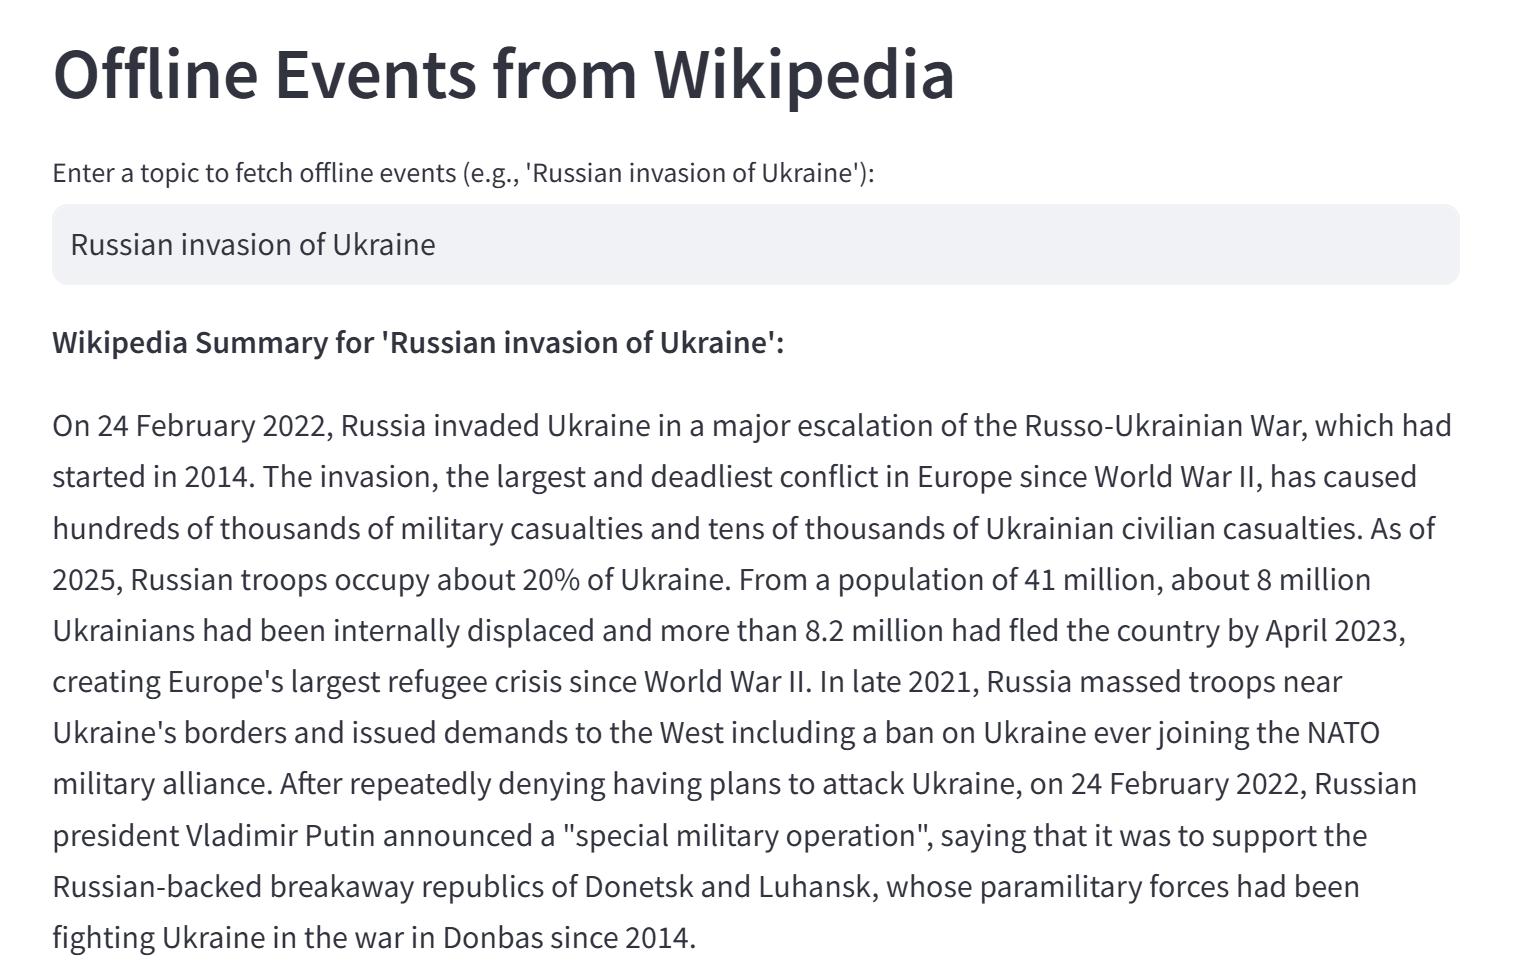 Offline Events from Wikipedia
Enter a topic to fetch offline events (e.g., 'Russian invasion of Ukraine'):
Russian invasion of Ukraine
Wikipedia Summary for 'Russian invasion of Ukraine':
On 24 February 2022, Russia invaded Ukraine in a major escalation of the Russo-Ukrainian War, which had
started in 2014. The invasion, the largest and deadliest conflict in Europe since World War II, has caused
hundreds of thousands of military casualties and tens of thousands of Ukrainian civilian casualties. As of
2025, Russian troops occupy about 20% of Ukraine. From a population of 41 million, about 8 million
Ukrainians had been internally displaced and more than 8.2 million had fled the country by April 2023,
creating Europe's largest refugee crisis since World War II. In late 2021, Russia massed troops near
Ukraine's borders and issued demands to the West including a ban on Ukraine ever joining the NATO
military alliance. After repeatedly denying having plans to attack Ukraine, on 24 February 2022, Russian
president Vladimir Putin announced a "special military operation", saying that it was to support the
Russian-backed breakaway republics of Donetsk and Luhansk, whose paramilitary forces had been
fighting Ukraine in the war in Donbas since 2014.